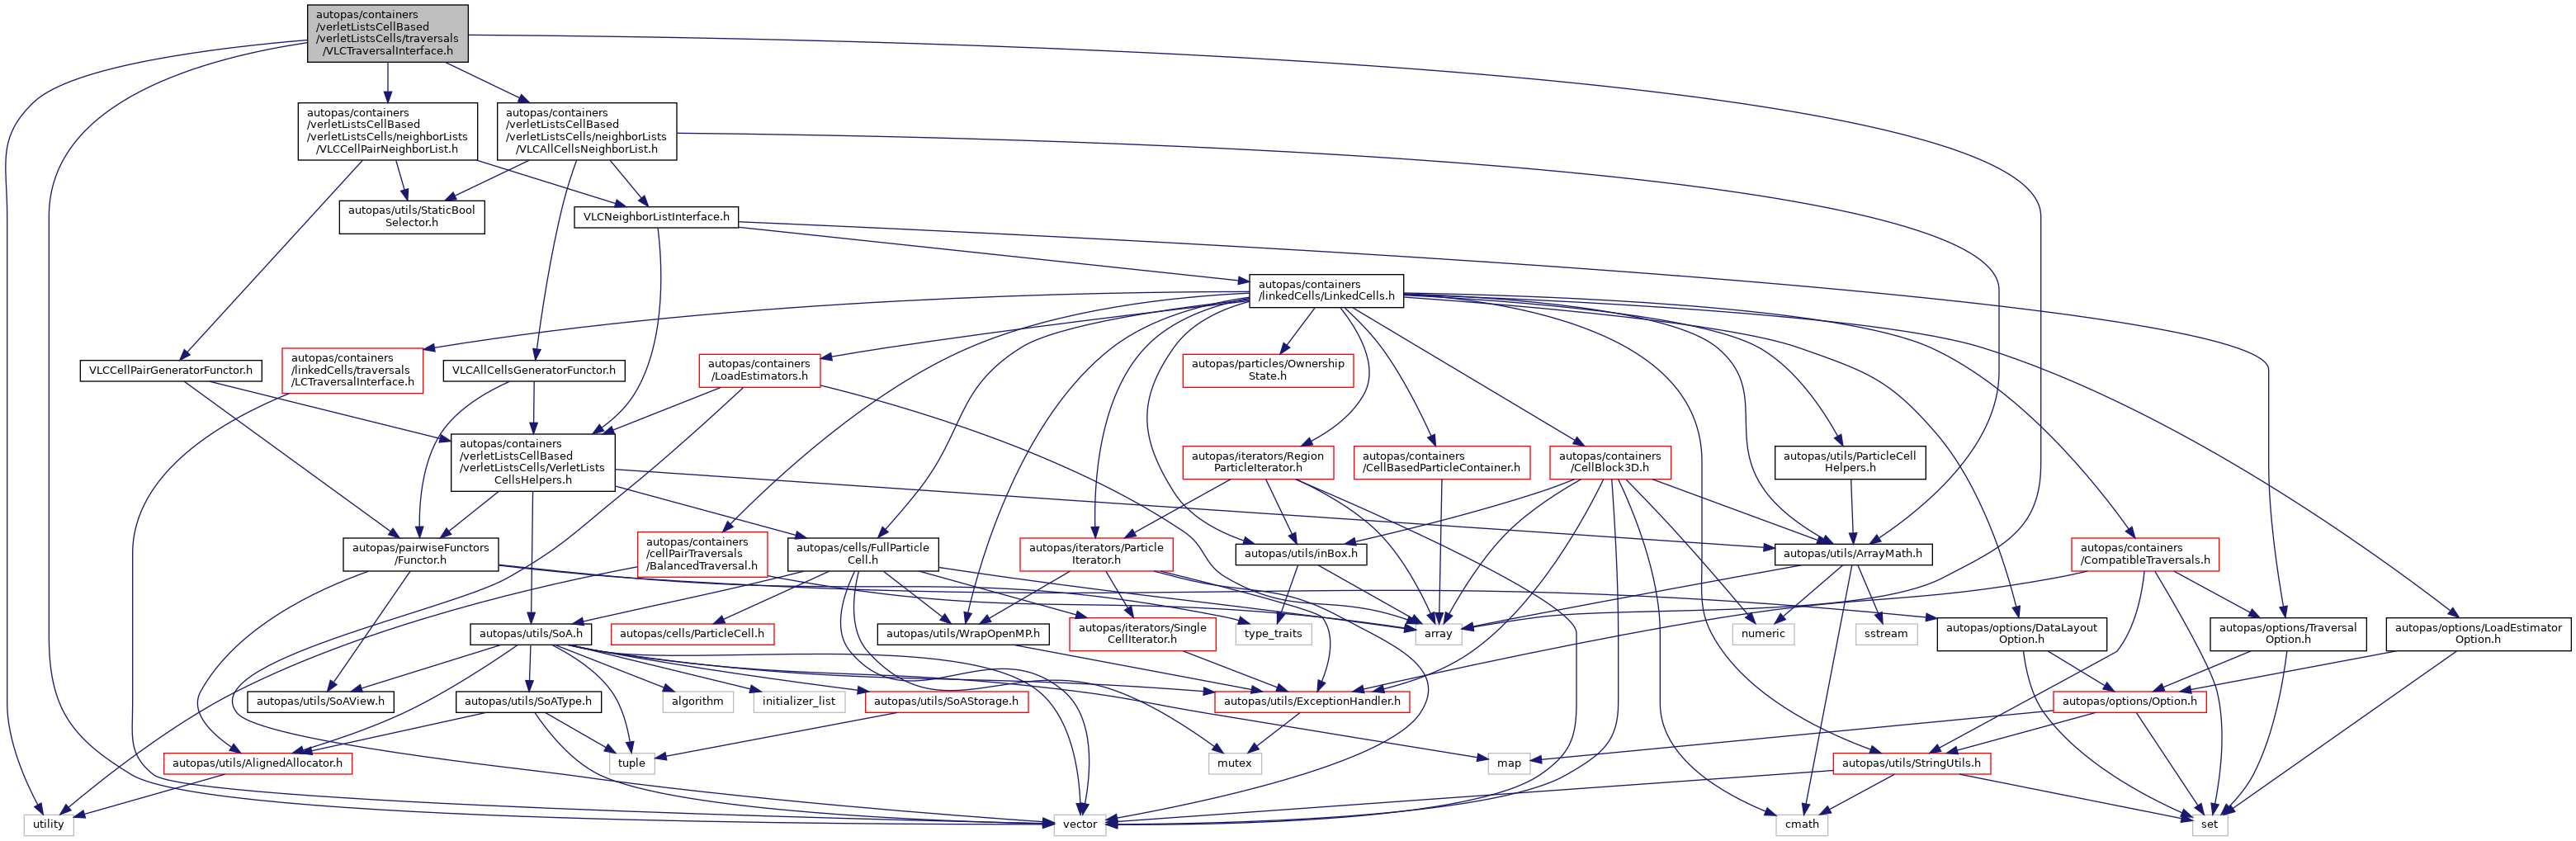 autopas/containers
/verletListsCellBased
/verletListsCells/traversals
/VLCTraversalInterface.h
autopas/containers
/verletListsCellBased
/verletListsCells/neighborLists
/VLCCellPairNeighborList.h
autopas/containers
/verletListsCellBased
/verletListsCells/neighborLists
/VLCAllCellsNeighborList.h
autopas/utils/StaticBool
Selector.h
VLCNeighborListInterface.h
autopas/containers
/linkedCells/LinkedCells.h
VLCCellPairGeneratorFunctor.h
autopas/containers
/linkedCells/traversals
/LCTraversalInterface.h
VLCAllCellsGeneratorFunctor.h
autopas/containers
/LoadEstimators.h
autopas/particles/Ownership
State.h
autopas/containers
/verletListsCellBased
/verletListsCells/VerletLists
CellsHelpers.h
autopas/iterators/Region
ParticleIterator.h
autopas/containers
/CellBasedParticleContainer.h
autopas/containers
/CellBlock3D.h
autopas/utils/ParticleCell
Helpers.h
autopas/pairwiseFunctors
/Functor.h
autopas/containers
/cellPairTraversals
/BalancedTraversal.h
autopas/cells/FullParticle
Cell.h
autopas/iterators/Particle
Iterator.h
autopas/utils/inBox.h
autopas/utils/ArrayMath.h
autopas/containers
/CompatibleTraversals.h
autopas/utils/SoA.h
autopas/cells/ParticleCell.h
autopas/utils/WrapOpenMP.h
autopas/iterators/Single
CellIterator.h
type_traits
array
numeric
sstream
autopas/options/DataLayout
Option.h
autopas/options/Traversal
Option.h
autopas/options/LoadEstimator
Option.h
autopas/utils/SoAView.h
autopas/utils/SoAType.h
algorithm
initializer_list
autopas/utils/SoAStorage.h
autopas/utils/ExceptionHandler.h
autopas/options/Option.h
autopas/utils/AlignedAllocator.h
tuple
mutex
map
autopas/utils/StringUtils.h
utility
vector
cmath
set